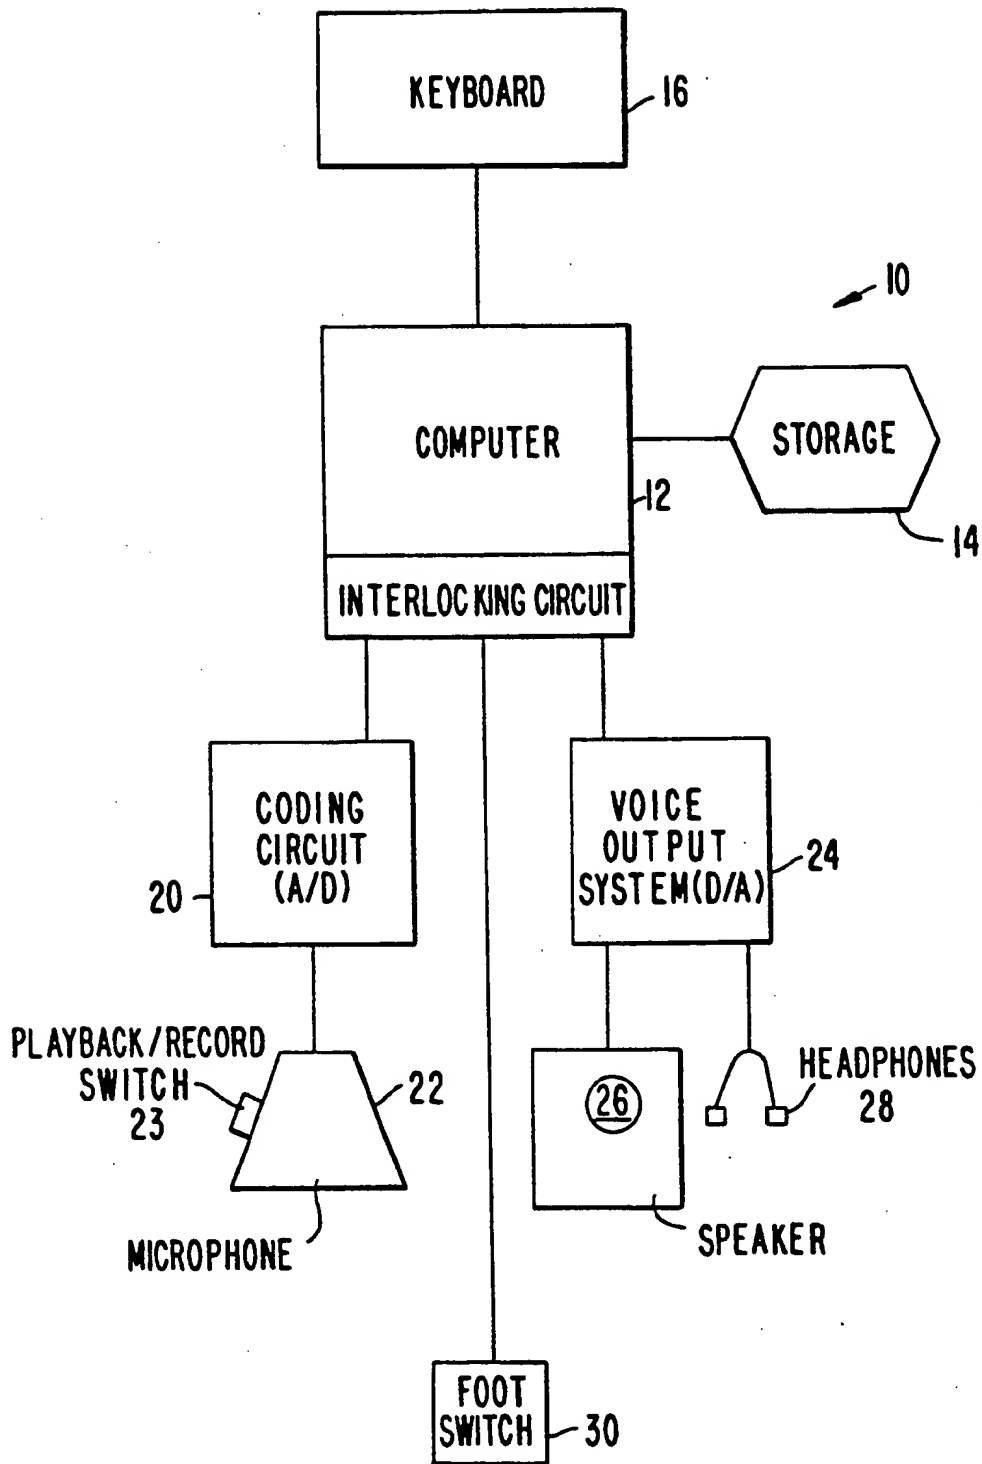 KEYBOARD
16
10
COMPUTER
STORAGE
12
14
INTERLOCKING CIRCUIT
CODING
CIRCUIT
(A/D)
20
VOICE
OUTPUT
SYSTEM(D/A)
24
PLAYBACK/RECORD
SWITCH
23
22
MICROPHONE
26
SPEAKER
HEADPHONES
28
FOOT
SWITCH
30